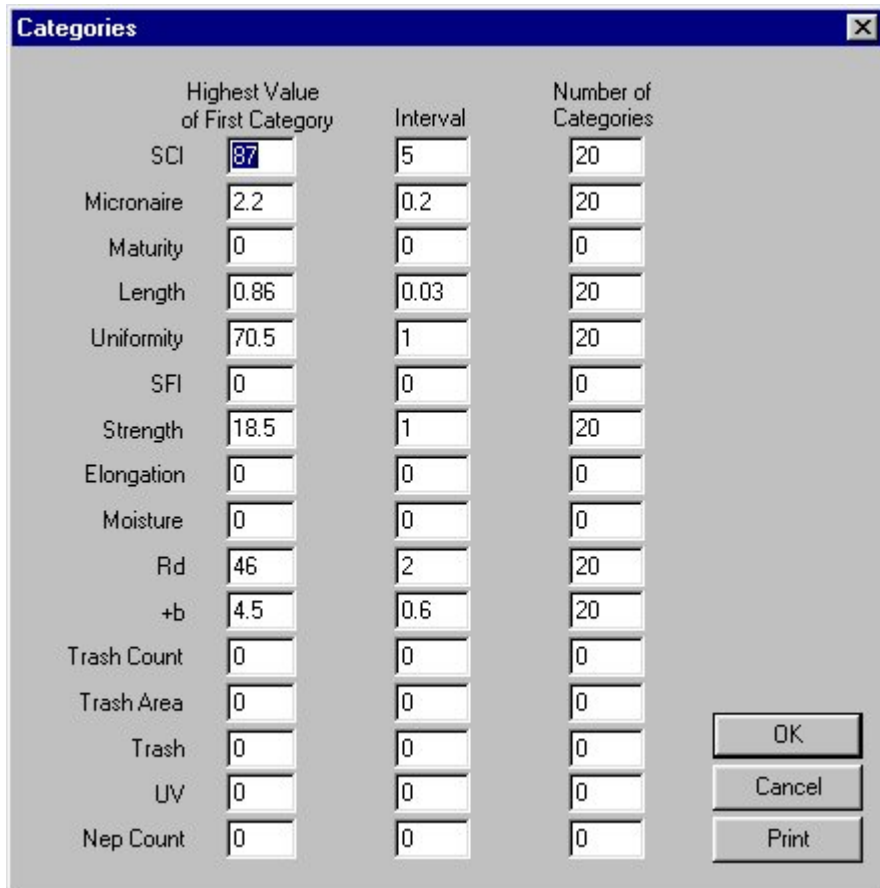 Categories
Highest Value Number of
of First Category Interval Categories
SCI 87 5 20
Micronaire 2.2 0.2 20
Maturity 0 0 0
Length 0.86 0.03 20
Uniformity 70.5 1 20
SFI 0 0 0
Strength 18.5 1 20
Elongation 0 0 0
Moisture 0 0 0
Rd 46 2 20
+b 4.5 0.6 20
Trash Count 0 0 0
Trash Area 0 0 0
Trash 0 0 0
UV 0 0 0
Nep Count 0 0 0
OK
Cancel
Print